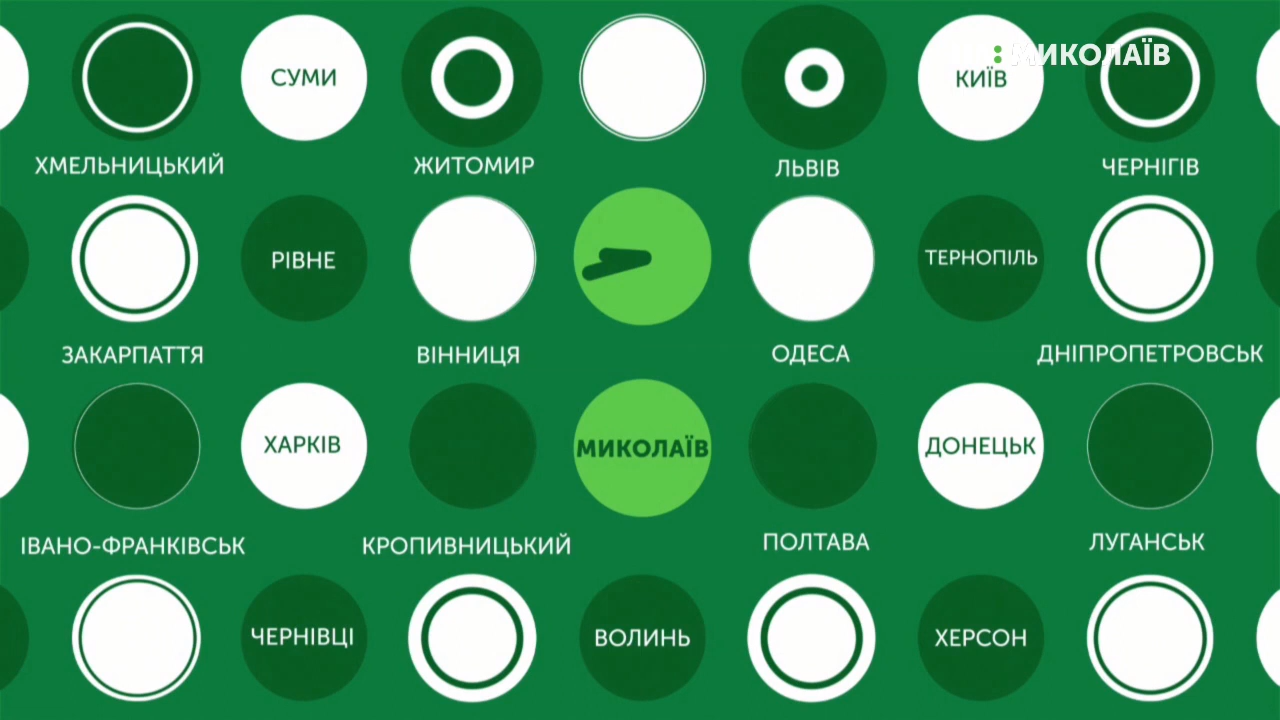 : МИКОЛАЇВ
СУМИ
КИЇВ
ХМЕЛЬНИЦЬКИЙ
ЖИТОМИР
ЛЬВІВ
ЧЕРНІГІВ
РІВНЕ
ТЕРНОПІЛЬ
ЗАКАРПАТТЯ
ВІННИЦЯ
ОДЕСА
ДНІПРОПЕТРОВСЬК
ХАРКІВ
МИКОЛАЇВ
ДОНЕЦЬК
ІВАНО-ФРАНКІВСЬК
КРОПИВНИЦЬКИЙ
ПОЛТАВА
ЛУГАНСЬК
ЧЕРНІВЦІ
ВОЛИНЬ
ХЕРСОН